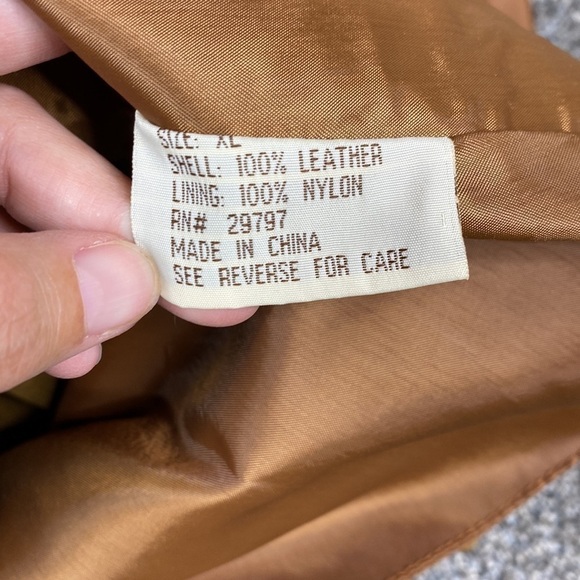 SIZE: XL
SHELL: 100% LEATHER
LINING: 100% NYLON
RN# 29797
MADE IN CHINA
SEE REVERSE FOR CARE